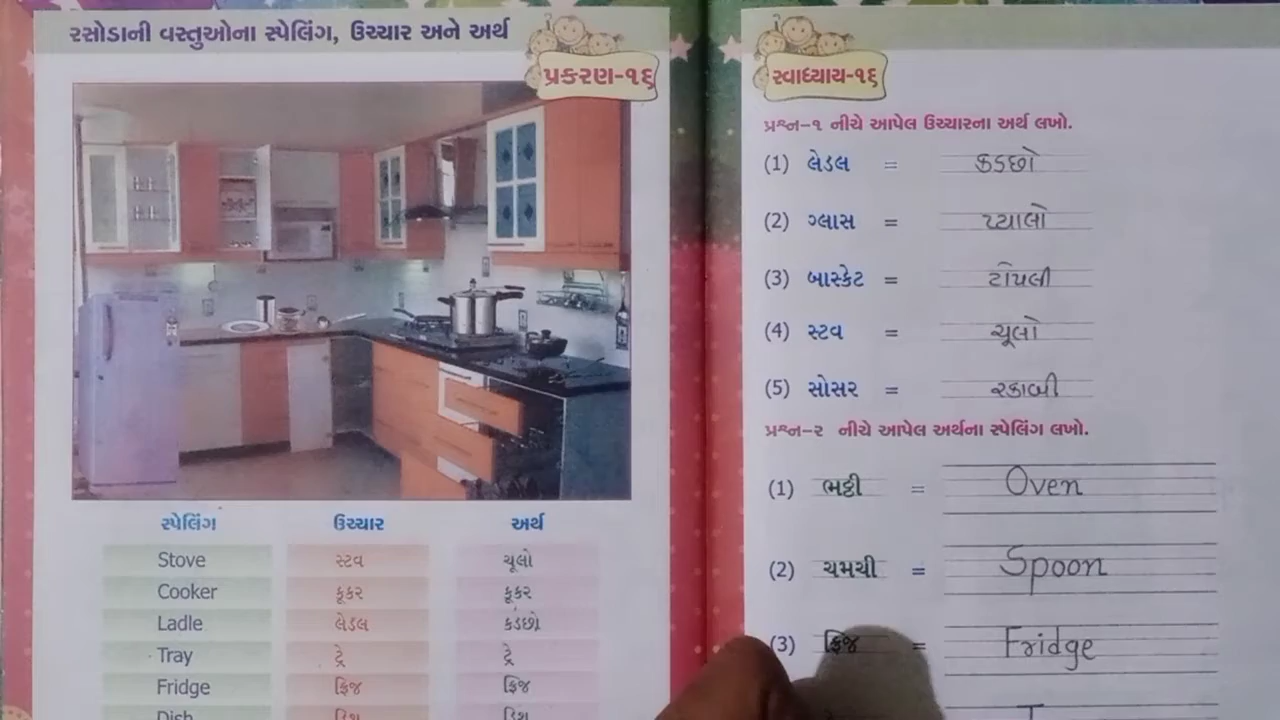 રસોડાની વસ્તુઓના સ્પેલિંગ, ઉચ્ચાર અને અર્થ
પ્રકરણ-૧૬
સ્પેલિંગ ઉચ્ચાર અર્થ
Stove સ્ટવ ચૂલો
Cooker કૂકર કૂકર
Ladle લેડલ કડછો
Tray ટ્રે ટ્રે
Fridge ફ્રિજ ફ્રિજ
Dish ડિશ ડિશ
સ્વાધ્યાય-૧૬
પ્રશ્ન-૧ નીચે આપેલ ઉચ્ચારના અર્થ લખો.
(1) લેડલ = કડછો
(2) ગ્લાસ = પ્યાલો
(3) બાસ્કેટ = ટોપલી
(4) સ્ટવ = ચૂલો
(5) સોસર = રકાબી
પ્રશ્ન-૨ નીચે આપેલ અર્થના સ્પેલિંગ લખો.
(1) ભઠ્ઠી = Oven
(2) ચમચી = Spoon
(3) ફ્રિજ = Fridge